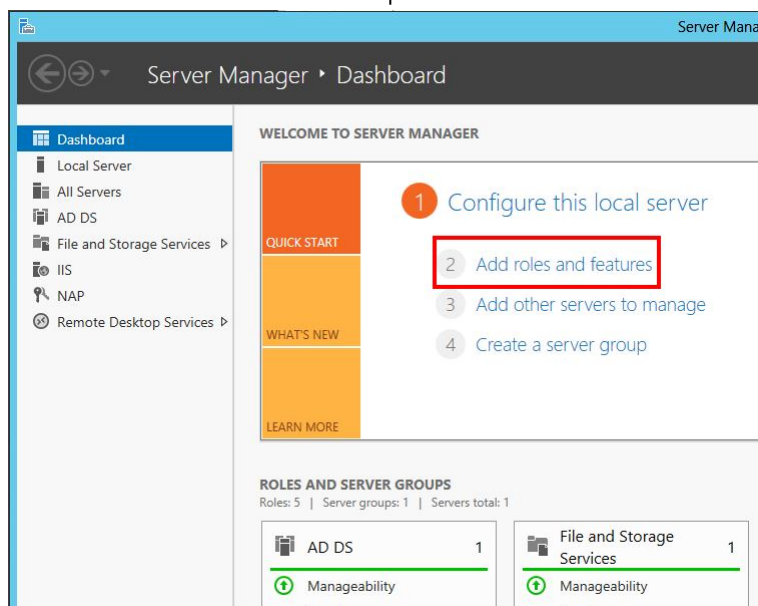 Server Mana
Server Manager • Dashboard
Dashboard
Local Server
All Servers
AD DS
File and Storage Services
IIS
NAP
Remote Desktop Services
WELCOME TO SERVER MANAGER
QUICK START
WHAT'S NEW
LEARN MORE
1 Configure this local server
2 Add roles and features
3 Add other servers to manage
4 Create a server group
ROLES AND SERVER GROUPS
Roles: 5 | Server groups: 1 | Servers total: 1
AD DS 1
Manageability
File and Storage
Services 1
Manageability